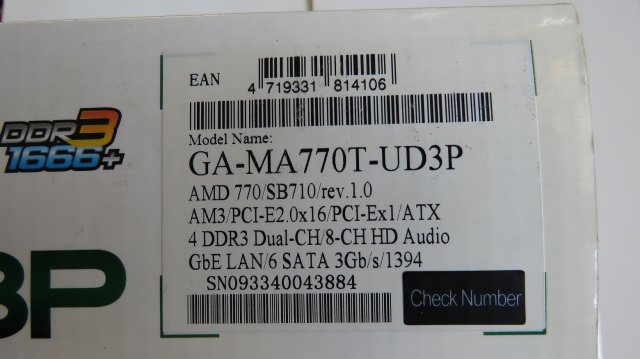 EAN
4 719331 814106
DDR3
1666+
Model Name:
GA-MA770T-UD3P
AMD 770/SB710/rev.1.0
AM3/PCI-E2.0x16/PCI-Ex1/ATX
4 DDR3 Dual-CH/8-CH HD Audio
GbE LAN/6 SATA 3Gb/s/1394
SN093340043884
Check Number
3P